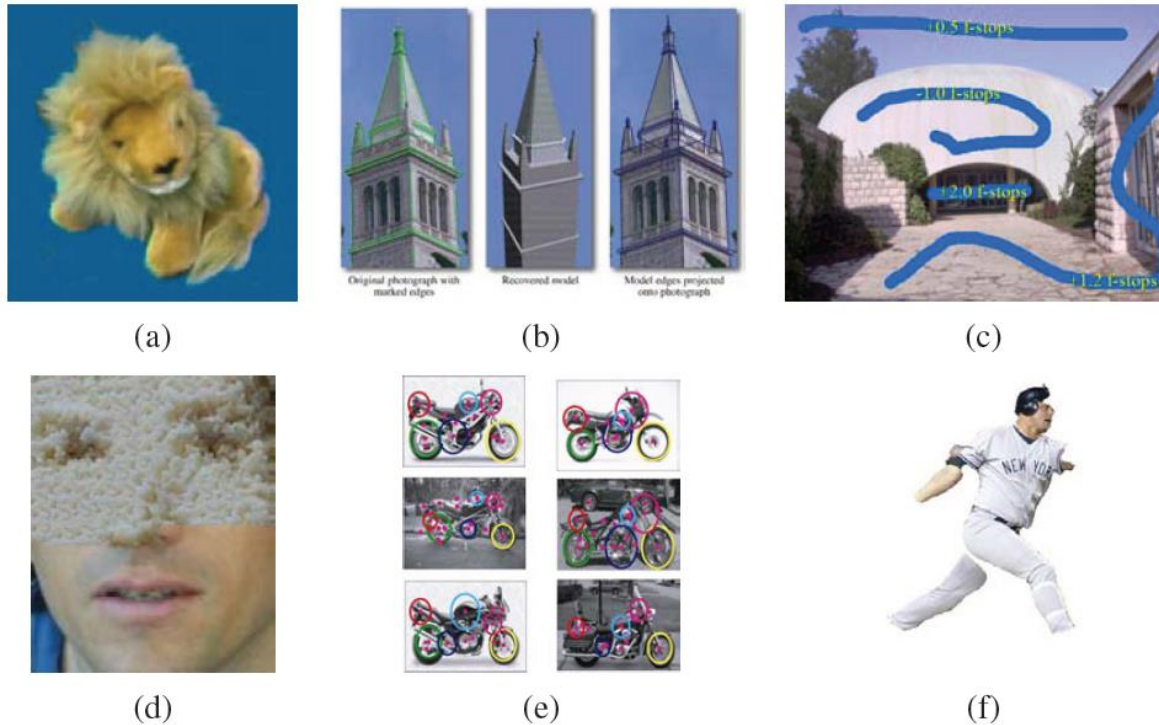 +0.5 f-stops
-1.0 f-stops
+2.0 f-stops
+1.2 f-stops
Original photograph with
marked edges
Recovered model
Model edges projected
onto photograph
(a)
(b)
(c)
NEW YORK
(d)
(e)
(f)